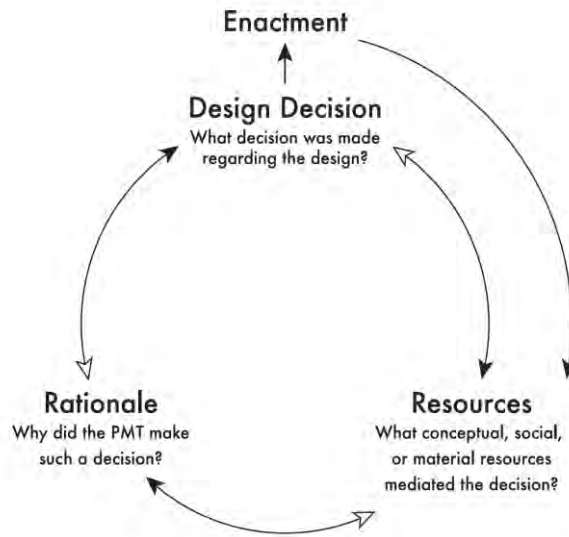 Enactment
Design Decision
What decision was made
regarding the design?
Rationale
Why did the PMT make
such a decision?
Resources
What conceptual, social,
or material resources
mediated the decision?